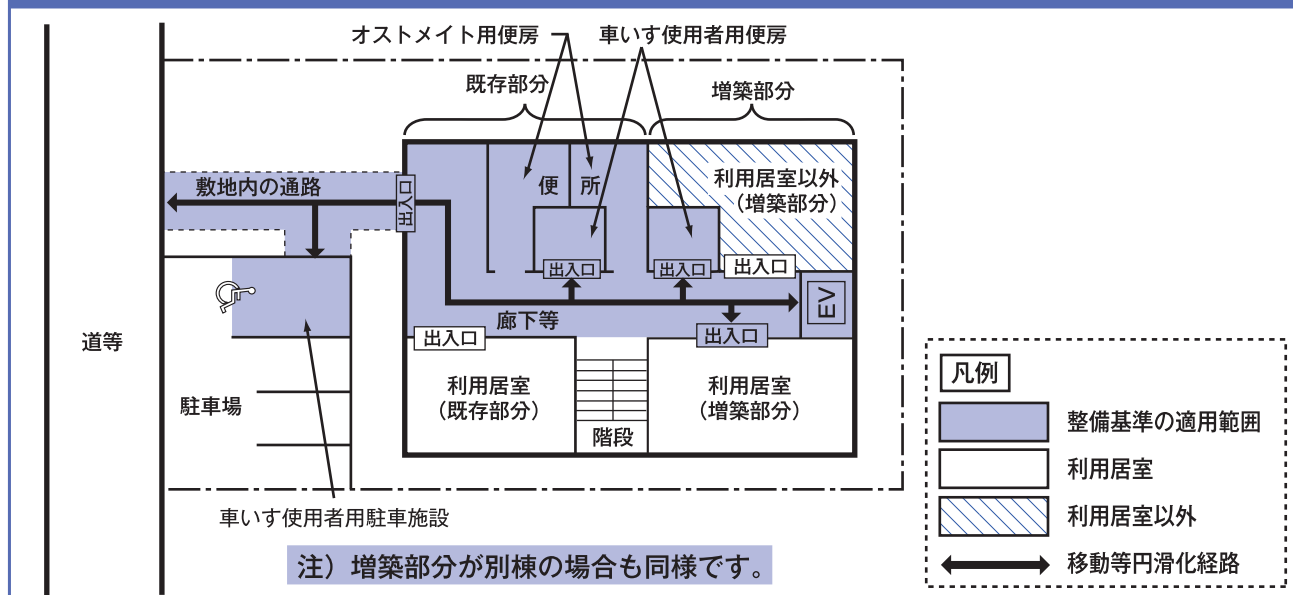 オストメイト用便房
車いす使用者用便房
既存部分
増築部分
敷地内の通路
出入口
便 所
利用居室以外
（増築部分）
出入口
出入口
出入口
EV
廊下等
出入口
出入口
利用居室
（既存部分）
階段
利用居室
（増築部分）
道等
駐車場
車いす使用者用駐車施設
注）増築部分が別棟の場合も同様です。
凡例
整備基準の適用範囲
利用居室
利用居室以外
移動等円滑化経路